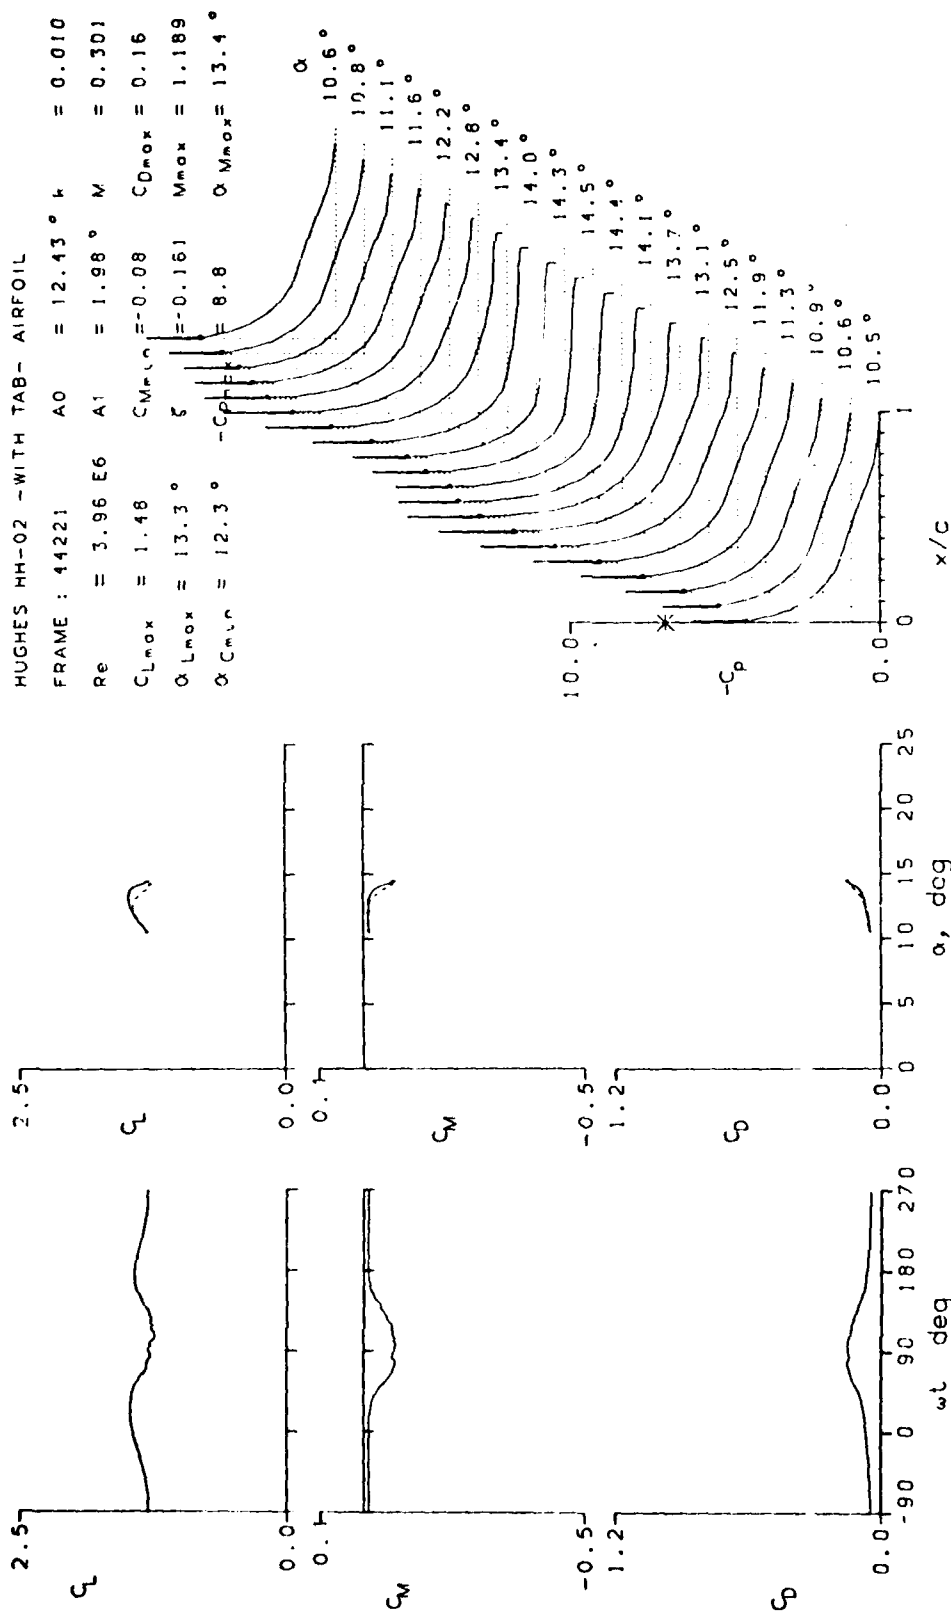 HUGHES HH-02 -WITH TAB- AIRFOIL
FRAME : 44221 A0 = 12.43 ° k = 0.010
Re = 3.96 E6 A1 = 1.98 ° M = 0.301
CLmax = 1.48 CMmin =-0.08 CDmax = 0.16
αLmax = 13.3 ° ζ =-0.161 Mmax = 1.189
αCmin = 12.3 ° = 8.8 αMmax= 13.4 °
2.5
CL
0.0
0.1
CM
-0.5
1.2
CD
0.0
-90 0 90 180 270
ωt deg
2.5
CL
0.0
0.1
CM
-0.5
1.2
CD
0.0
0 5 10 15 20 25
α, deg
α
10.6 °
10.8 °
11.1 °
11.6 °
12.2 °
12.8 °
13.4 °
14.0 °
14.3 °
14.5 °
14.4 °
14.1 °
13.7 °
13.1 °
12.5 °
11.9 °
11.3 °
10.9 °
10.6 °
10.5 °
10.0
-Cp
0.0
0 1
x/c